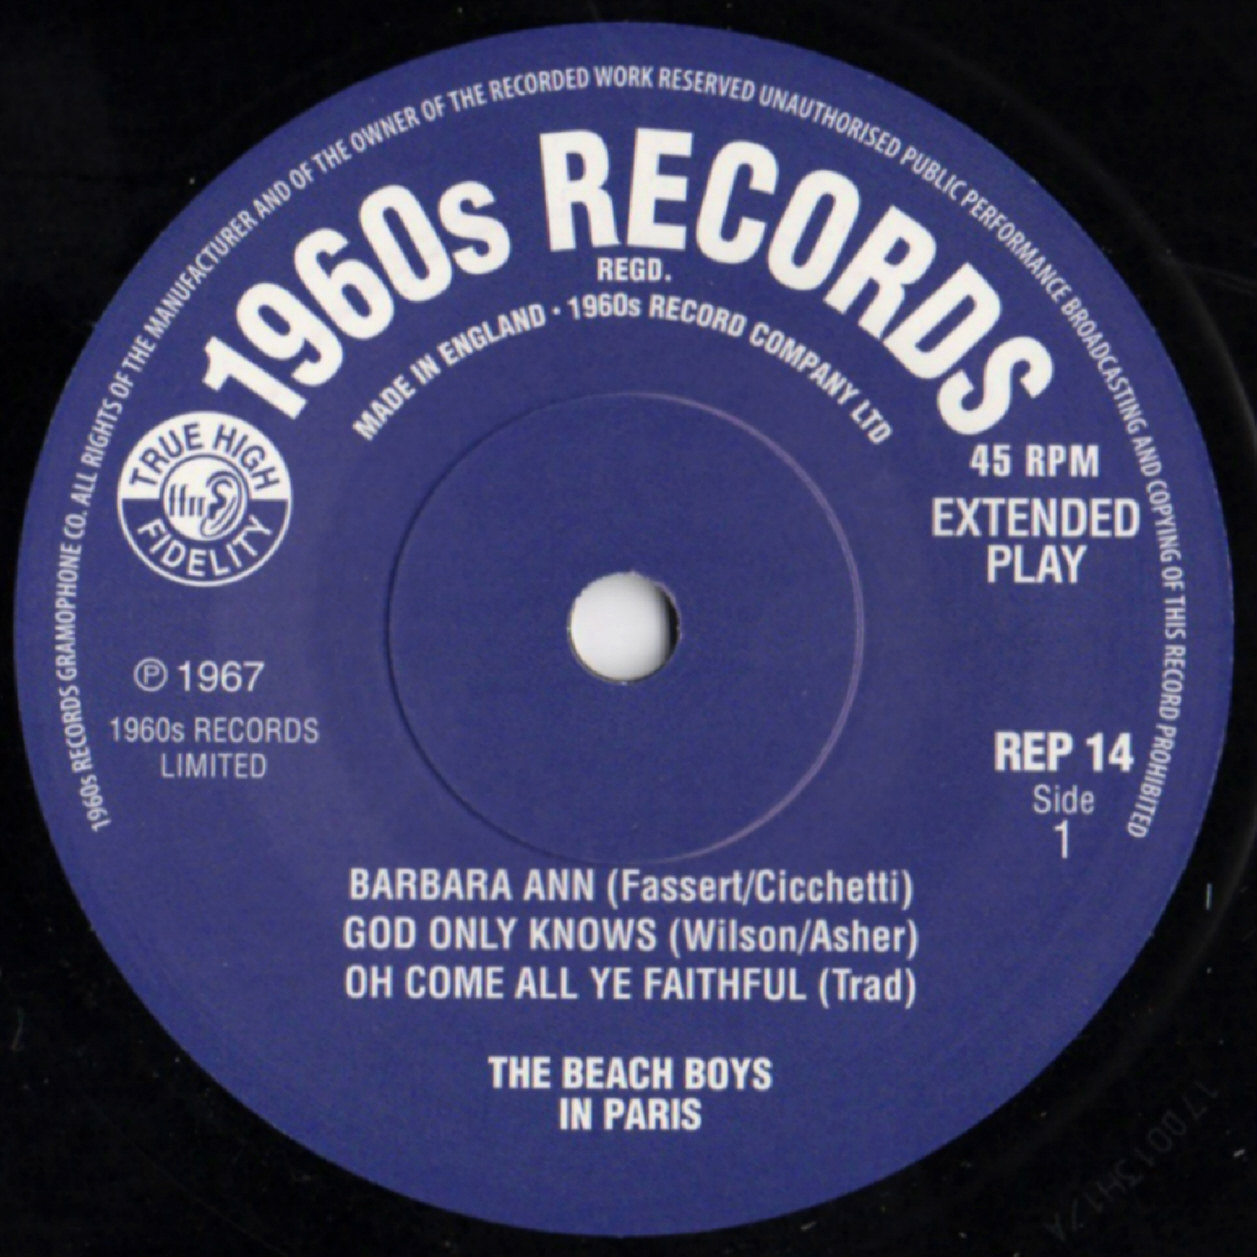 1960s RECORDS GRAMOPHONE CO. ALL RIGHTS OF THE MANUFACTURER AND OF THE OWNER OF THE RECORDED WORK RESERVED UNAUTHORISED PUBLIC PERFORMANCE BROADCASTING AND COPYING OF THIS RECORD PROHIBITED
1960s RECORDS
REGD.
MADE IN ENGLAND · 1960s RECORD COMPANY LTD
TRUE HIGH
ffrr
FIDELITY
45 RPM
EXTENDED
PLAY
℗ 1967
1960s RECORDS
LIMITED
REP 14
Side
1
BARBARA ANN (Fassert/Cicchetti)
GOD ONLY KNOWS (Wilson/Asher)
OH COME ALL YE FAITHFUL (Trad)
THE BEACH BOYS
IN PARIS